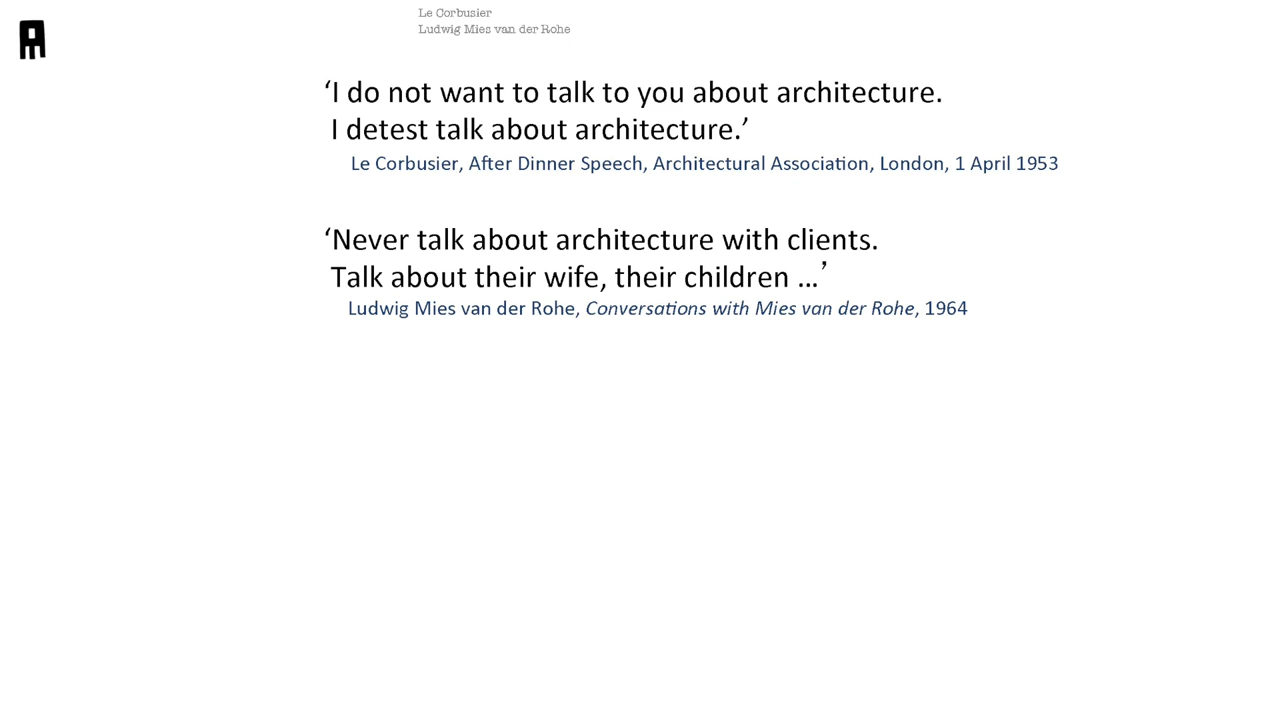 Le Corbusier
Ludwig Mies van der Rohe
‘I do not want to talk to you about architecture.
I detest talk about architecture.’
Le Corbusier, After Dinner Speech, Architectural Association, London, 1 April 1953
‘Never talk about architecture with clients.
Talk about their wife, their children …’
Ludwig Mies van der Rohe, Conversations with Mies van der Rohe, 1964